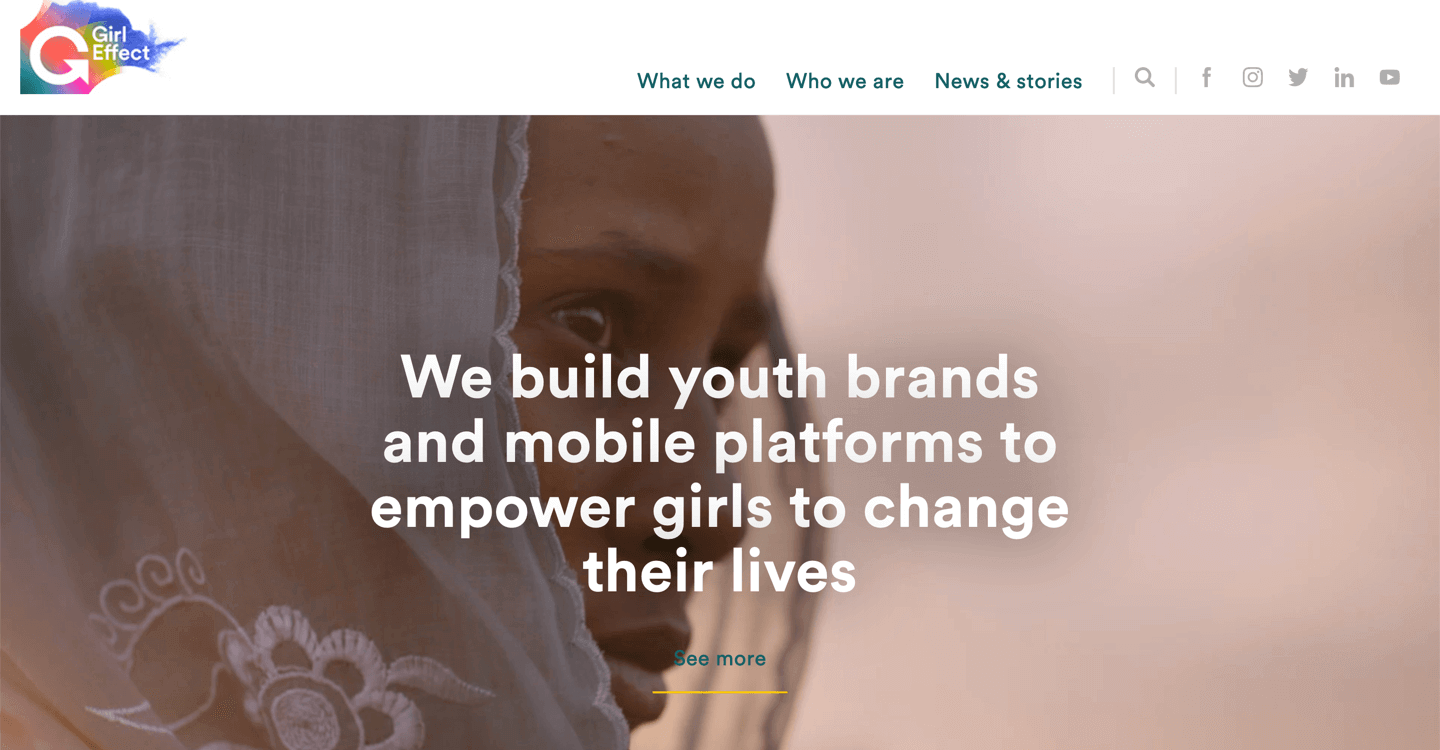 Girl
Effect
What we do
Who we are
News & stories
We build youth brands
and mobile platforms to
empower girls to change
their lives
See more